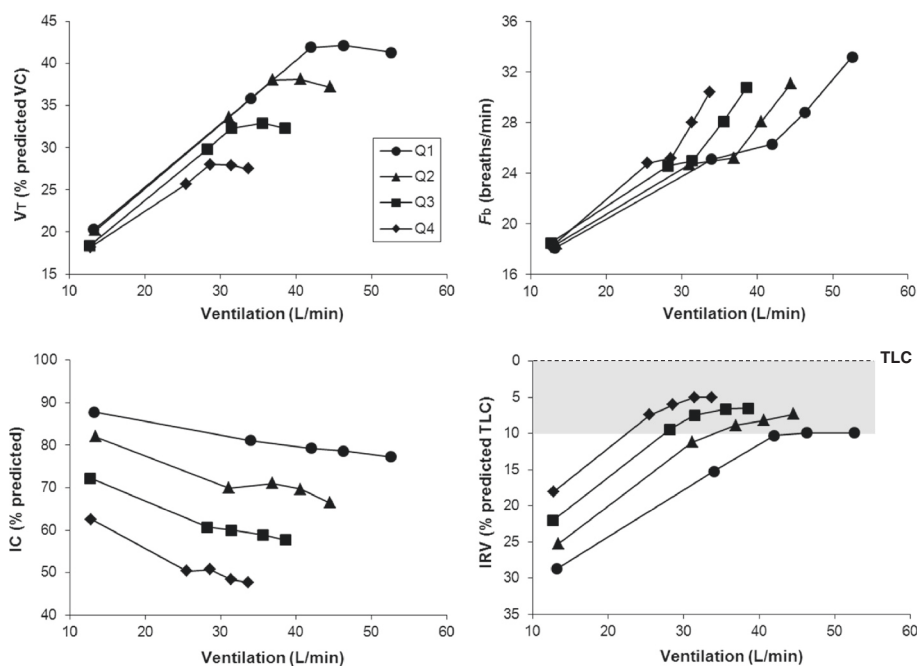 45
40
35
30
25
20
15
10 20 30 40 50 60
Ventilation (L/min)
VT (% predicted VC)
Q1
Q2
Q3
Q4
36
32
28
24
20
16
10 20 30 40 50 60
Ventilation (L/min)
Fb (breaths/min)
100
90
80
70
60
50
40
10 20 30 40 50 60
Ventilation (L/min)
IC (% predicted)
TLC
0
5
10
15
20
25
30
35
10 20 30 40 50 60
Ventilation (L/min)
IRV (% predicted TLC)